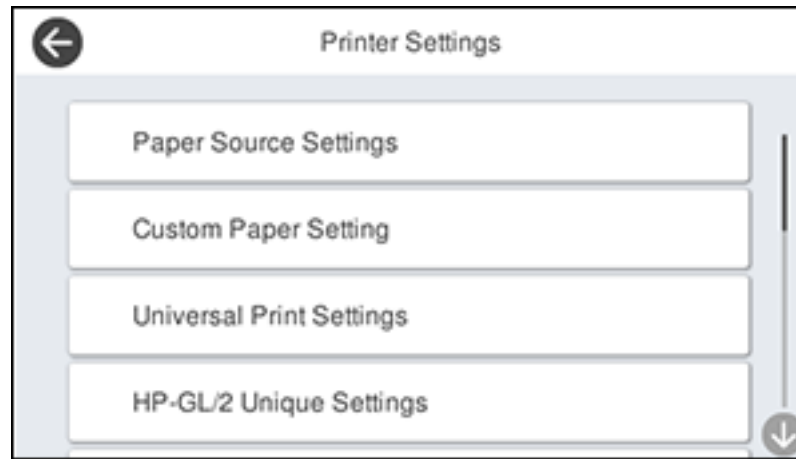 Printer Settings
Paper Source Settings
Custom Paper Setting
Universal Print Settings
HP-GL/2 Unique Settings